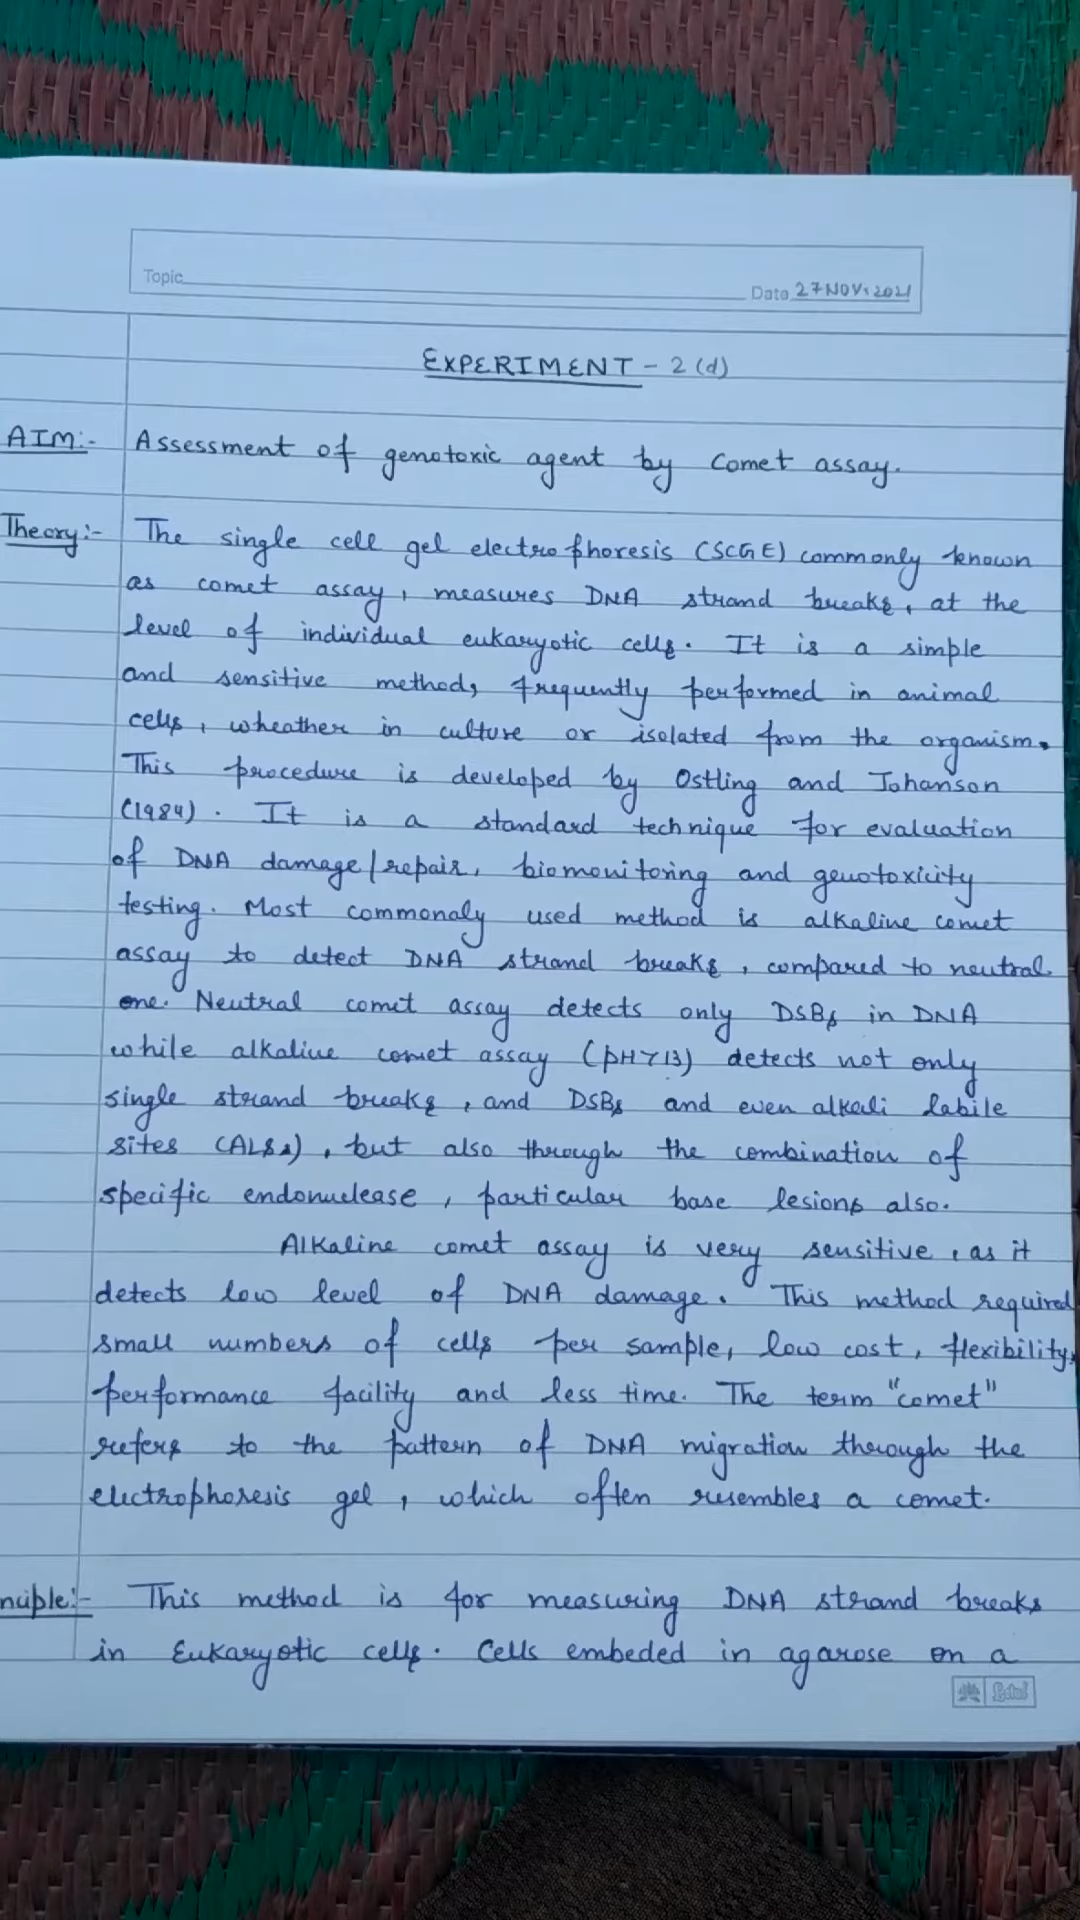 Topic
Date 27 NOV. 2021
EXPERIMENT - 2 (d)
AIM:- Assessment of genotoxic agent by Comet assay.
Theory:- The single cell gel electrophoresis (SCGE) commonly known
as comet assay, measures DNA strand breaks, at the
level of individual eukaryotic cells. It is a simple
and sensitive method, frequently performed in animal
cells, wheather in culture or isolated from the organism.
This procedure is developed by Ostling and Johanson
(1984). It is a standard technique for evaluation
of DNA damage/repair, biomonitoring and genotoxicity
testing. Most commonaly used method is alkaline comet
assay to detect DNA strand breaks, compared to neutral
one. Neutral comet assay detects only DSBs in DNA
while alkaline comet assay (pH>13) detects not only
single strand breaks, and DSBs and even alkali labile
sites (ALSs), but also through the combination of
specific endonuclease, particular base lesions also.
Alkaline comet assay is very sensitive, as it
detects low level of DNA damage. This method required
small numbers of cells per sample, low cost, flexibility,
performance facility and less time. The term "comet"
refers to the pattern of DNA migration through the
electrophoresis gel, which often resembles a comet.
nciple:- This method is for measuring DNA strand breaks
in Eukaryotic cells. Cells embeded in agarose on a